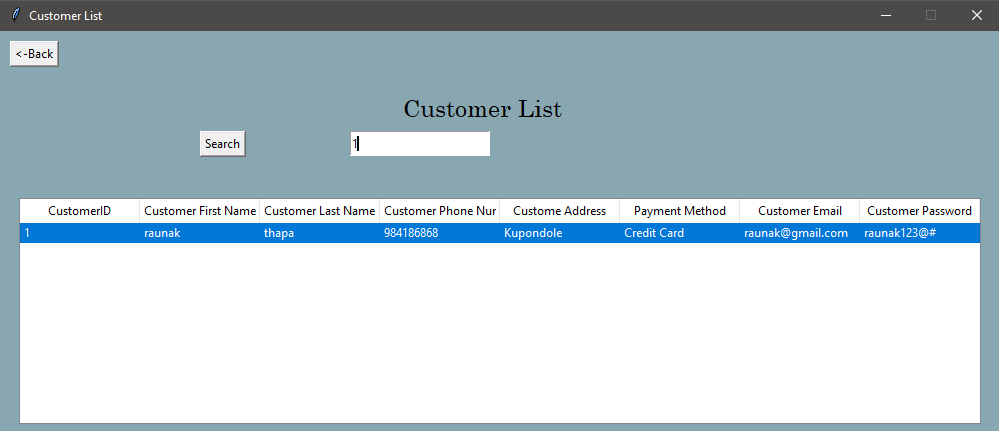 Customer List
<-Back
Customer List
Search 1
CustomerID Customer First Name Customer Last Name Customer Phone Nur Custome Address Payment Method Customer Email Customer Password
1 raunak thapa 984186868 Kupondole Credit Card raunak@gmail.com raunak123@#